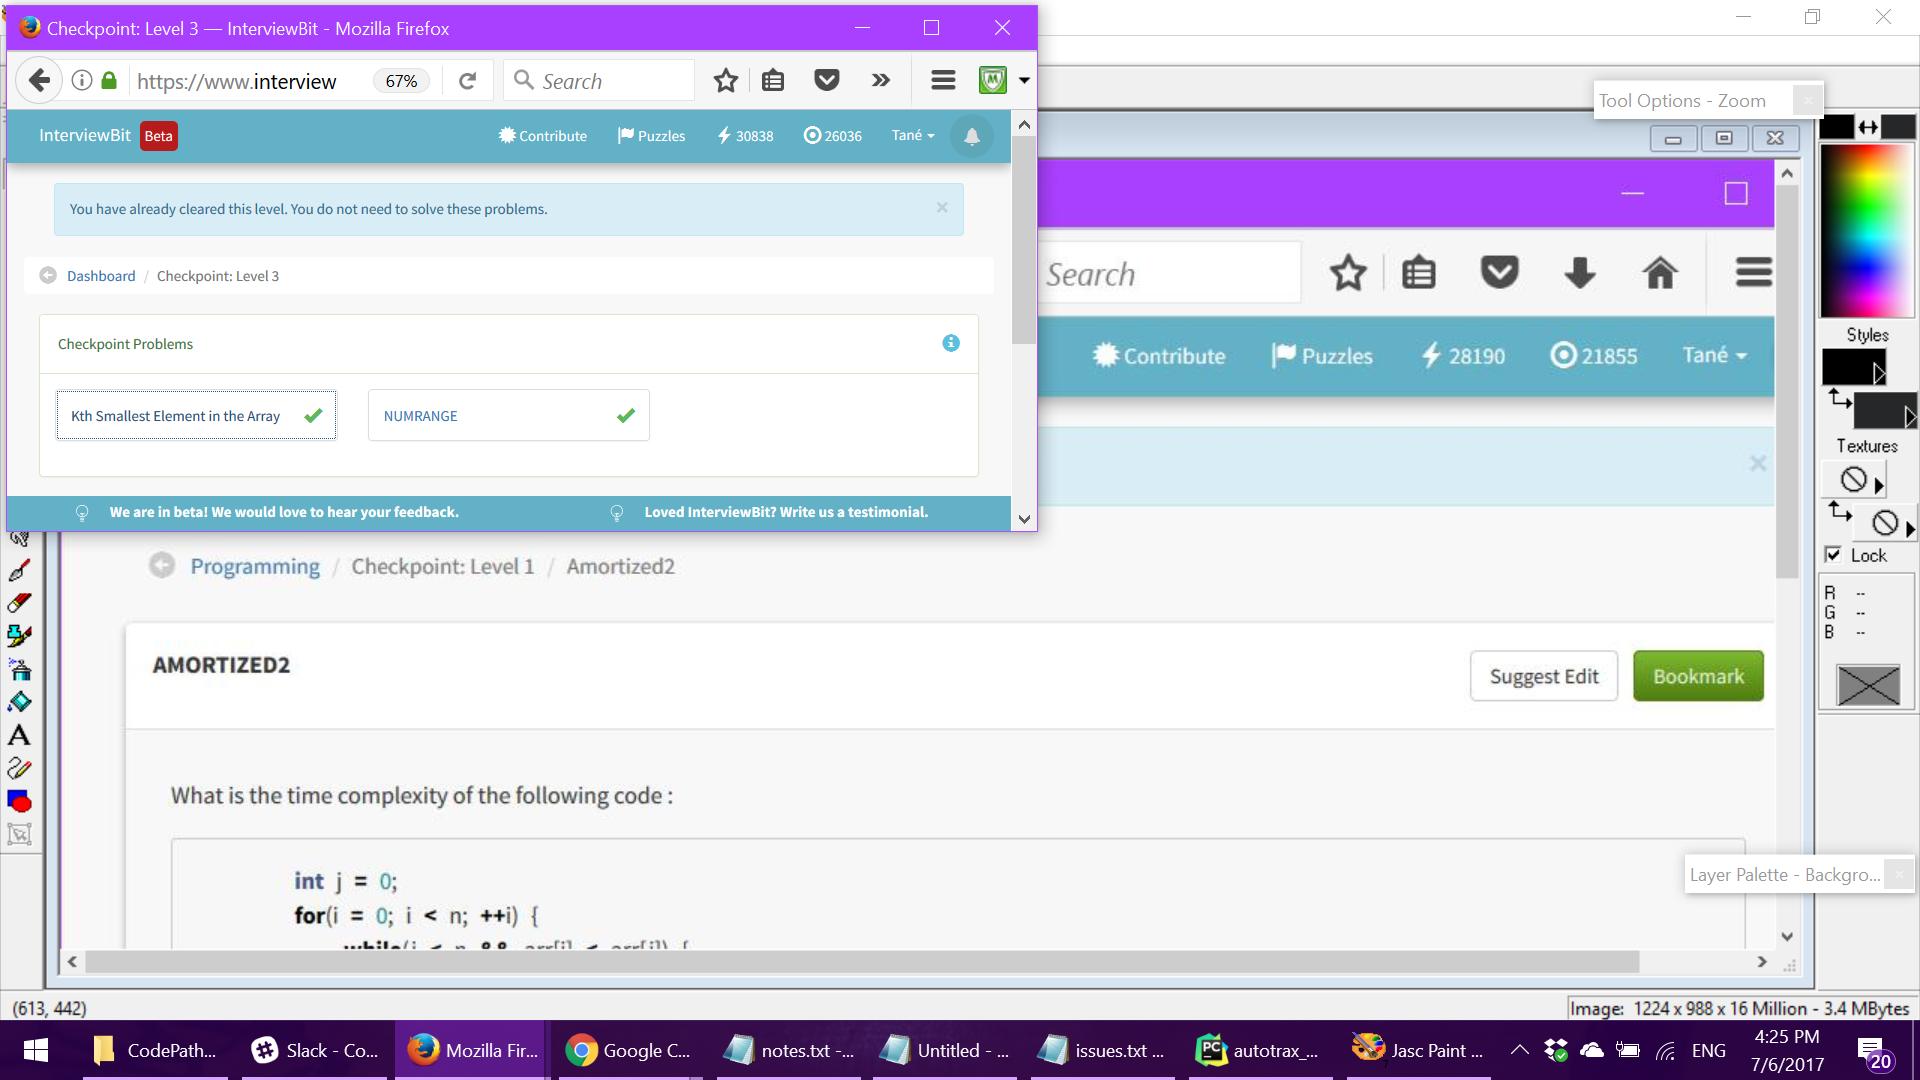 Checkpoint: Level 3 — InterviewBit - Mozilla Firefox
https://www.interview
67%
Search
InterviewBit Beta
Contribute
Puzzles
30838
26036
Tané
You have already cleared this level. You do not need to solve these problems.
×
Dashboard / Checkpoint: Level 3
Checkpoint Problems
Kth Smallest Element in the Array
NUMRANGE
We are in beta! We would love to hear your feedback.
Loved InterviewBit? Write us a testimonial.
Tool Options - Zoom
Search
Contribute
Puzzles
28190
21855
Tané
×
Programming / Checkpoint: Level 1 / Amortized2
AMORTIZED2
Suggest Edit
Bookmark
What is the time complexity of the following code :
int j = 0;
for(i = 0; i < n; ++i) {
Styles
Textures
Lock
R --
G --
B --
Layer Palette - Backgro...
(613, 442)
Image: 1224 x 988 x 16 Million - 3.4 MBytes
CodePath...
Slack - Co...
Mozilla Fir...
Google C...
notes.txt -...
Untitled - ...
issues.txt ...
autotrax_...
Jasc Paint ...
ENG
4:25 PM
7/6/2017
20